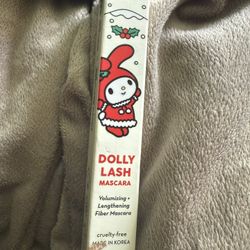 DOLLY
LASH
MASCARA
Volumizing +
Lengthening
Fiber Mascara
cruelty-free
MADE IN KOREA